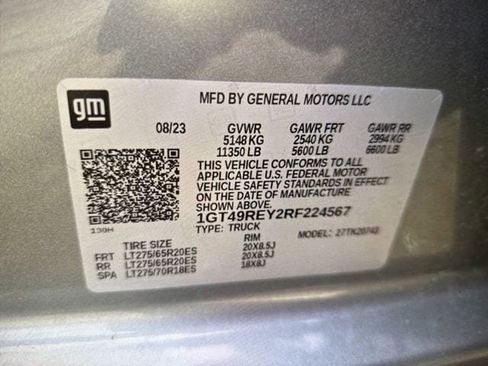 gm
MFD BY GENERAL MOTORS LLC
08/23 GVWR GAWR FRT GAWR RR
5148 KG 2540 KG 2994 KG
11350 LB 5600 LB 6600 LB
THIS VEHICLE CONFORMS TO ALL
APPLICABLE U.S. FEDERAL MOTOR
VEHICLE SAFETY STANDARDS IN EFFECT
ON THE DATE OF MANUFACTURE
SHOWN ABOVE.
1GT49REY2RF224567
TYPE: TRUCK
130H
TIRE SIZE RIM
FRT LT275/65R20ES 20X8.5J
RR LT275/65R20ES 20X8.5J
SPA LT275/70R18ES 18X8J